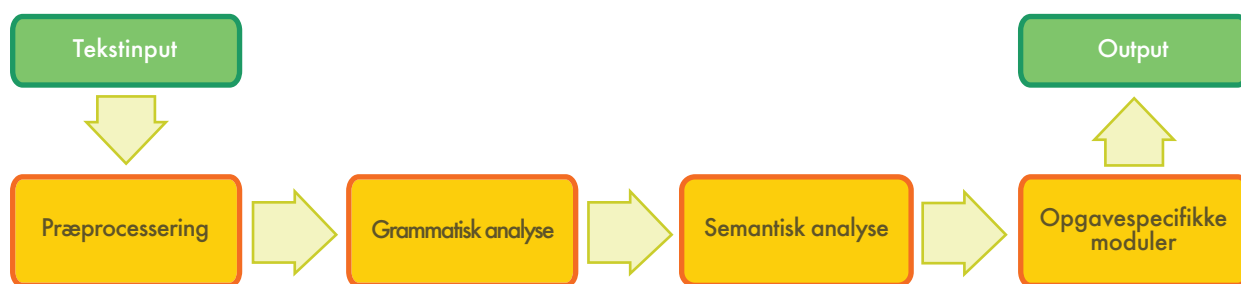 Tekstinput
Output
Præprocessering
Grammatisk analyse
Semantisk analyse
Opgavespecifikke
moduler